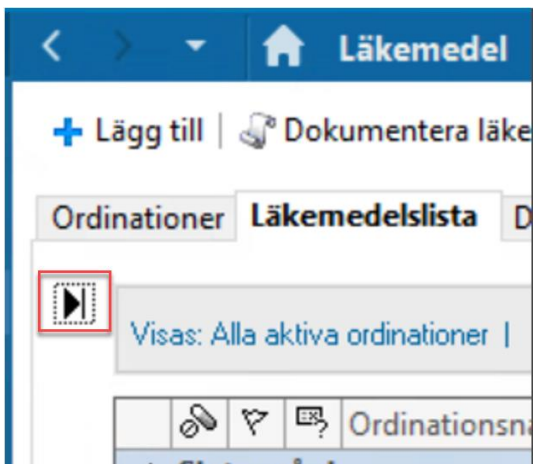 Läkemedel
Lägg till | Dokumentera läke
Ordinationer Läkemedelslista D
Visas: Alla aktiva ordinationer |
Ordinationsna